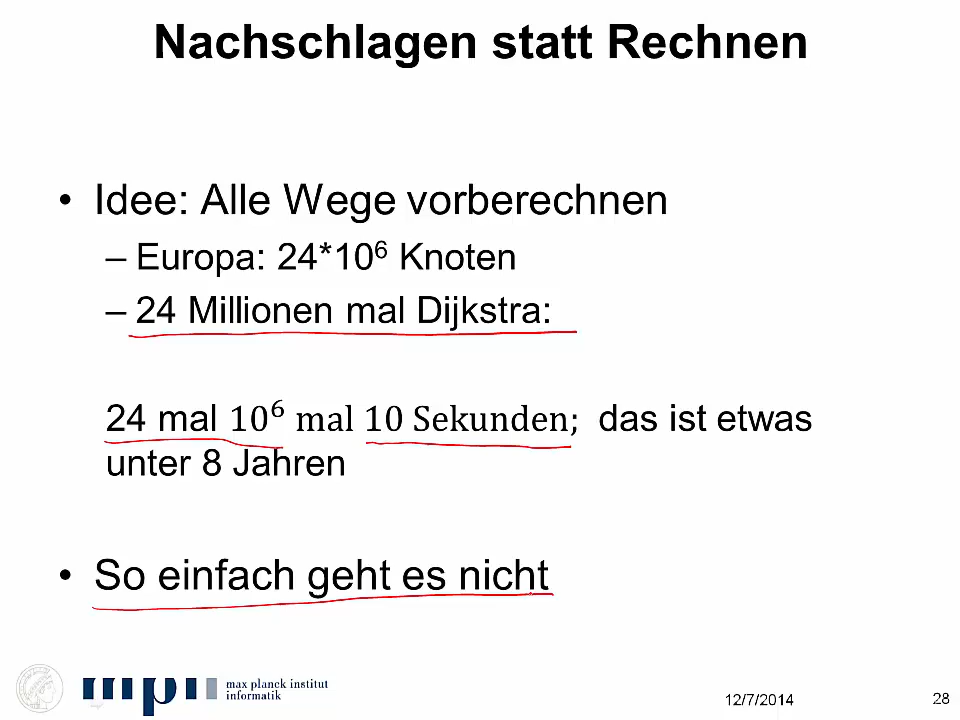 Nachschlagen statt Rechnen
• Idee: Alle Wege vorberechnen
– Europa: 24*10⁶ Knoten
– 24 Millionen mal Dijkstra:
24 mal 10⁶ mal 10 Sekunden; das ist etwas
unter 8 Jahren
• So einfach geht es nicht
mpii
max planck institut
informatik
12/7/2014
28